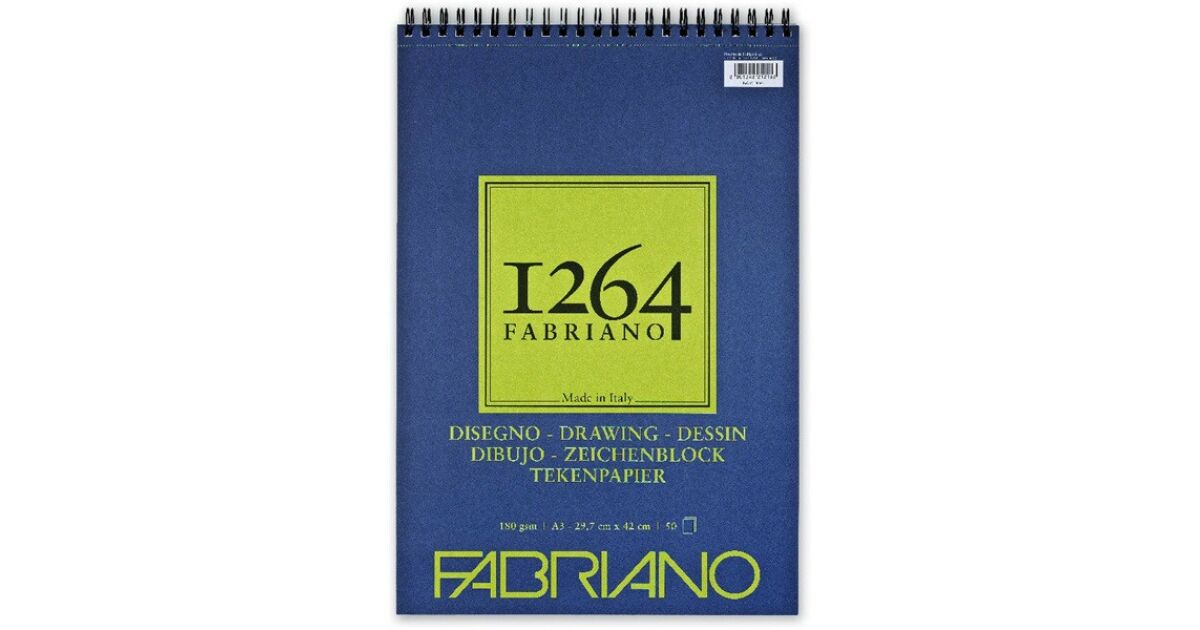 1264
FABRIANO
Made in Italy
DISEGNO - DRAWING - DESSIN
DIBUJO - ZEICHENBLOCK
TEKENPAPIER
180 gsm | A3 - 29,7 cm x 42 cm | 50
FABRIANO